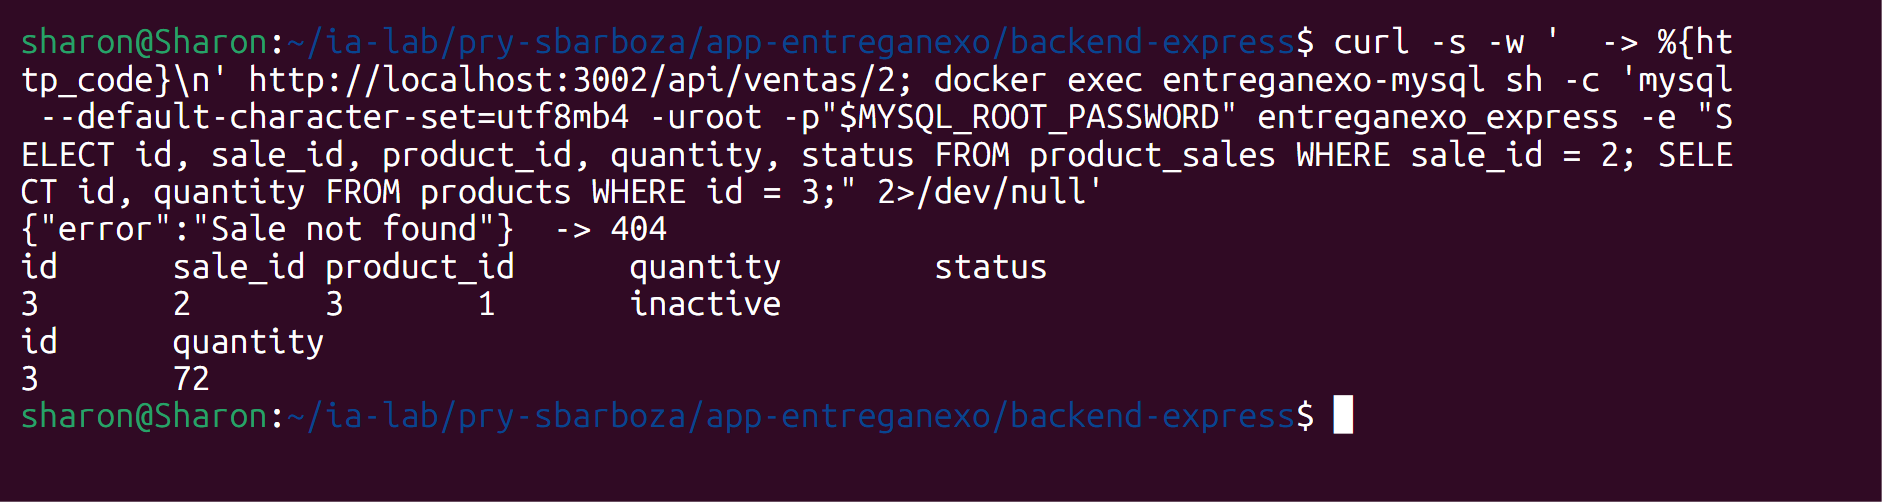 sharon@Sharon:~/ia-lab/pry-sbarboza/app-entreganexo/backend-express$ curl -s -w '  -> %{ht
tp_code}\n' http://localhost:3002/api/ventas/2; docker exec entreganexo-mysql sh -c 'mysql
 --default-character-set=utf8mb4 -uroot -p"$MYSQL_ROOT_PASSWORD" entreganexo_express -e "S
ELECT id, sale_id, product_id, quantity, status FROM product_sales WHERE sale_id = 2; SELE
CT id, quantity FROM products WHERE id = 3;" 2>/dev/null'
{"error":"Sale not found"}  -> 404
id      sale_id product_id      quantity        status
3       2       3       1       inactive
id      quantity
3       72
sharon@Sharon:~/ia-lab/pry-sbarboza/app-entreganexo/backend-express$